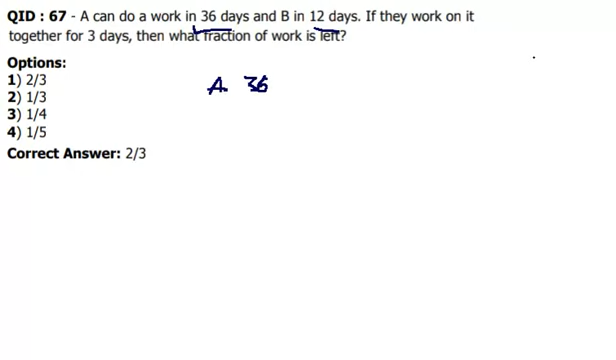 QID : 67 - A can do a work in 36 days and B in 12 days. If they work on it
together for 3 days, then what fraction of work is left?
Options:
1) 2/3
2) 1/3
3) 1/4
4) 1/5
Correct Answer: 2/3
A 36